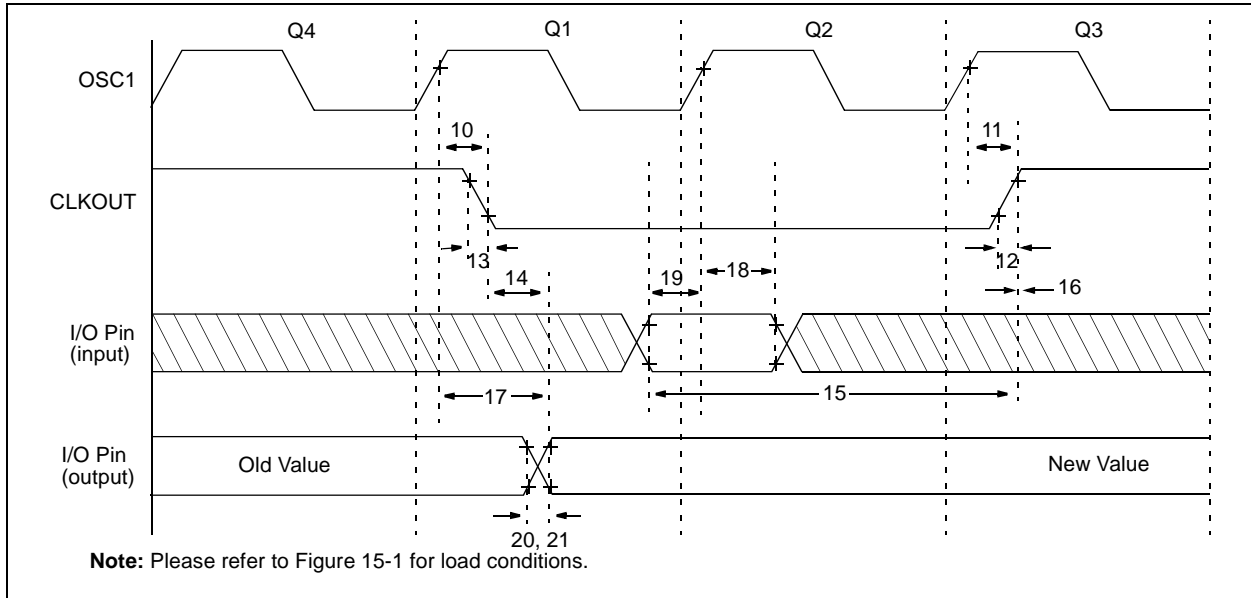 Q4 Q1 Q2 Q3
OSC1
10 11
CLKOUT
13 12
14
19 18 16
I/O Pin
(input)
17 15
I/O Pin
(output)
Old Value New Value
20, 21
Note: Please refer to Figure 15-1 for load conditions.